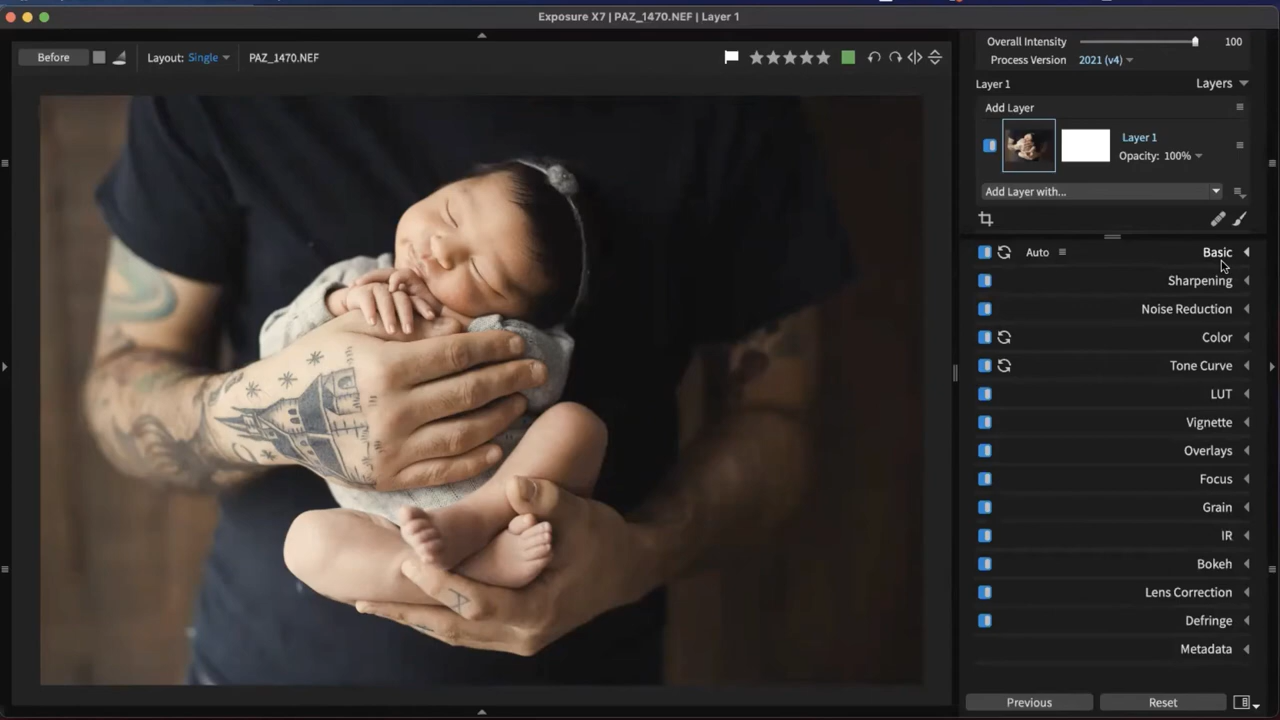 Exposure X7 | PAZ_1470.NEF | Layer 1
Before Layout: Single PAZ_1470.NEF
Overall Intensity 100
Process Version 2021 (v4)
Layer 1 Layers
Add Layer
Layer 1
Opacity: 100%
Add Layer with...
Auto Basic
Sharpening
Noise Reduction
Color
Tone Curve
LUT
Vignette
Overlays
Focus
Grain
IR
Bokeh
Lens Correction
Defringe
Metadata
Previous Reset